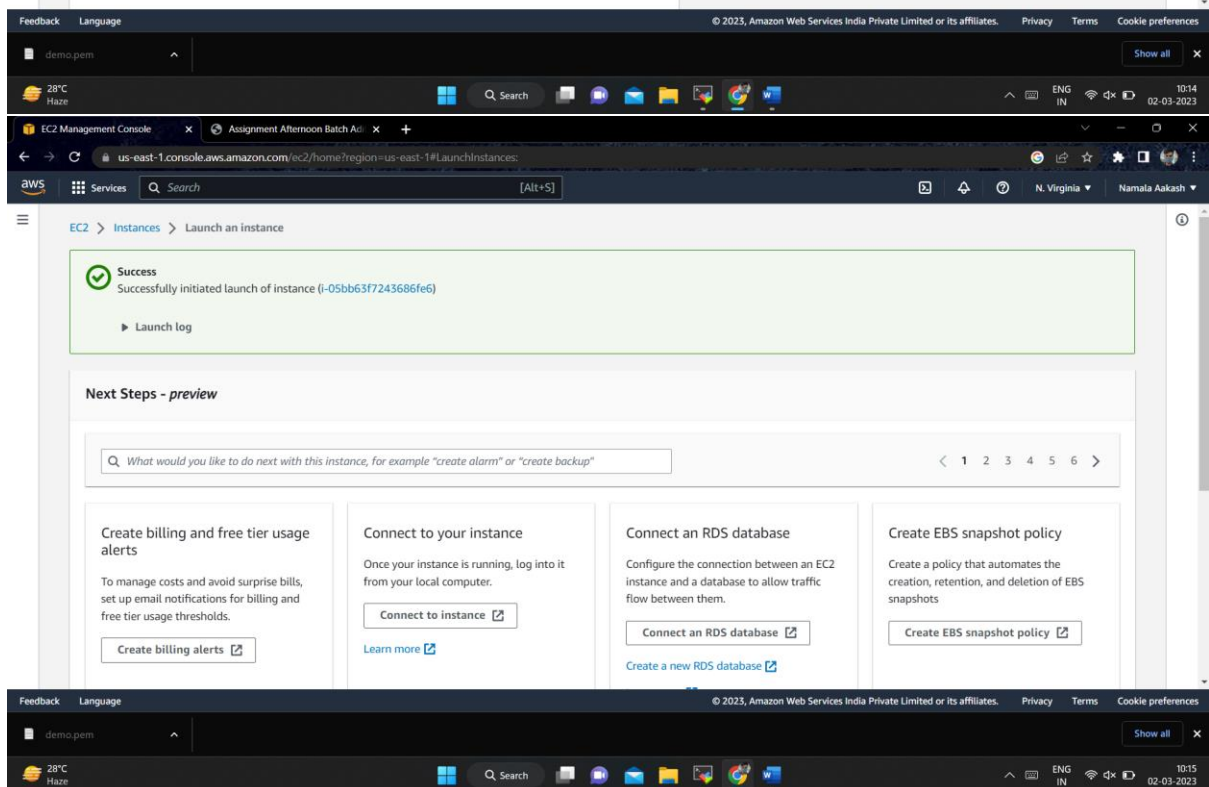 Feedback Language © 2023, Amazon Web Services India Private Limited or its affiliates. Privacy Terms Cookie preferences
demo.pem Show all
28°C
Haze
Search
ENG
IN
10:14
02-03-2023
EC2 Management Console Assignment Afternoon Batch Ad
us-east-1.console.aws.amazon.com/ec2/home?region=us-east-1#LaunchInstances:
aws Services Search [Alt+S] N. Virginia Namala Aakash
EC2 > Instances > Launch an instance
Success
Successfully initiated launch of instance (i-05bb63f7243686fe6)
Launch log
Next Steps - preview
What would you like to do next with this instance, for example "create alarm" or "create backup"
< 1 2 3 4 5 6 >
Create billing and free tier usage
alerts
To manage costs and avoid surprise bills,
set up email notifications for billing and
free tier usage thresholds.
Create billing alerts
Connect to your instance
Once your instance is running, log into it
from your local computer.
Connect to instance
Learn more
Connect an RDS database
Configure the connection between an EC2
instance and a database to allow traffic
flow between them.
Connect an RDS database
Create a new RDS database
Create EBS snapshot policy
Create a policy that automates the
creation, retention, and deletion of EBS
snapshots
Create EBS snapshot policy
Feedback Language © 2023, Amazon Web Services India Private Limited or its affiliates. Privacy Terms Cookie preferences
demo.pem Show all
28°C
Haze
Search
ENG
IN
10:15
02-03-2023